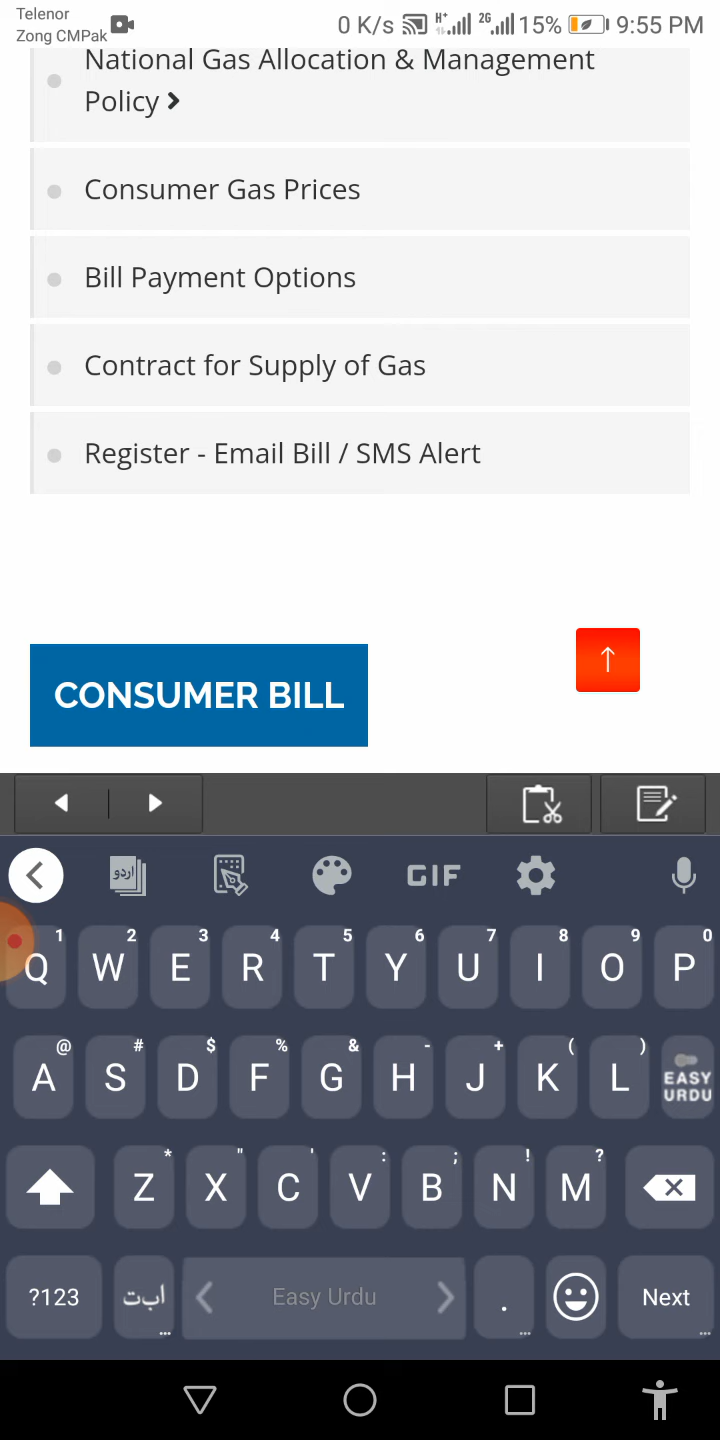 Telenor
Zong CMPak
0 K/s H+ 2G 15% 9:55 PM
National Gas Allocation & Management
Policy
Consumer Gas Prices
Bill Payment Options
Contract for Supply of Gas
Register - Email Bill / SMS Alert
CONSUMER BILL
اردو GIF
1 2 3 4 5 6 7 8 9 0
Q W E R T Y U I O P
@ # $ % & - + ( )
A S D F G H J K L EASY URDU
* " ' : ; ! ?
Z X C V B N M
?123 اب‌ت Easy Urdu . Next